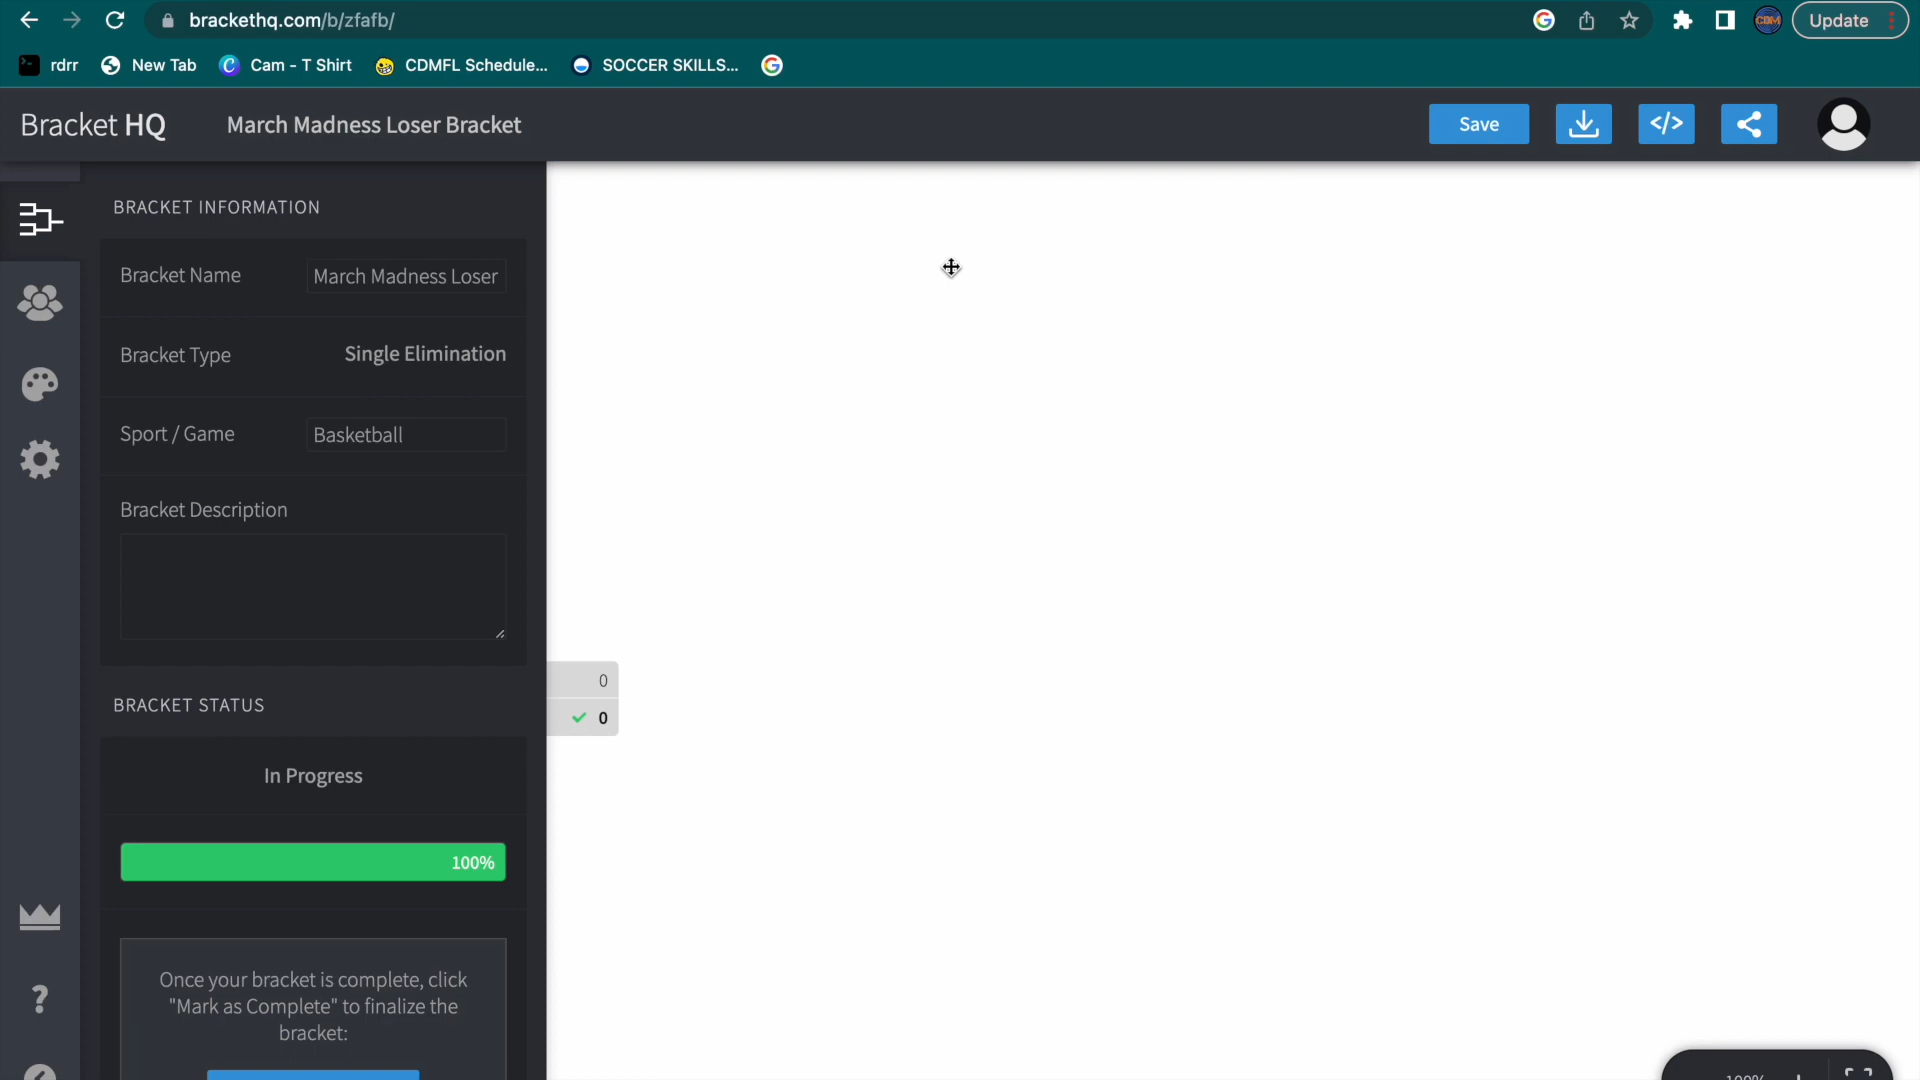 brackethq.com/b/zfafb/
Update
rdrr
New Tab
Cam - T Shirt
CDMFL Schedule...
SOCCER SKILLS...
Bracket HQ
March Madness Loser Bracket
Save
</>
BRACKET INFORMATION
Bracket Name
March Madness Loser
Bracket Type
Single Elimination
Sport / Game
Basketball
Bracket Description
0
0
BRACKET STATUS
In Progress
100%
Once your bracket is complete, click
"Mark as Complete" to finalize the
bracket:
?
100%